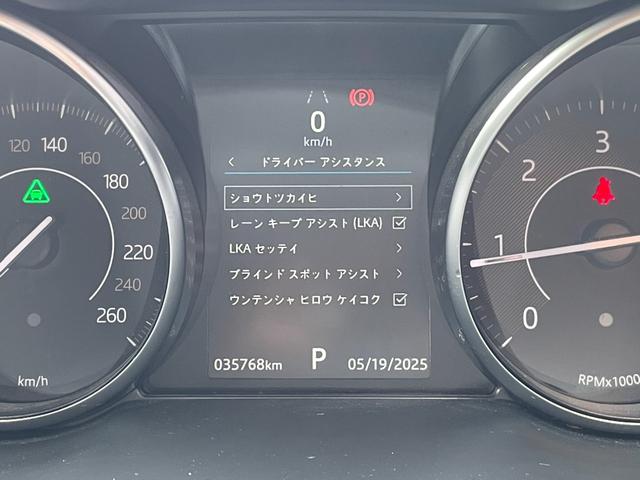 0
km/h
ドライバー アシスタンス
ショウトツカイヒ
レーン キープ アシスト (LKA)
LKA セッテイ
ブラインド スポット アシスト
ウンテンシャ ヒロウ ケイコク
035768km P 05/19/2025
120
140
160
180
200
220
240
260
km/h
0
1
2
3
RPMx1000
P